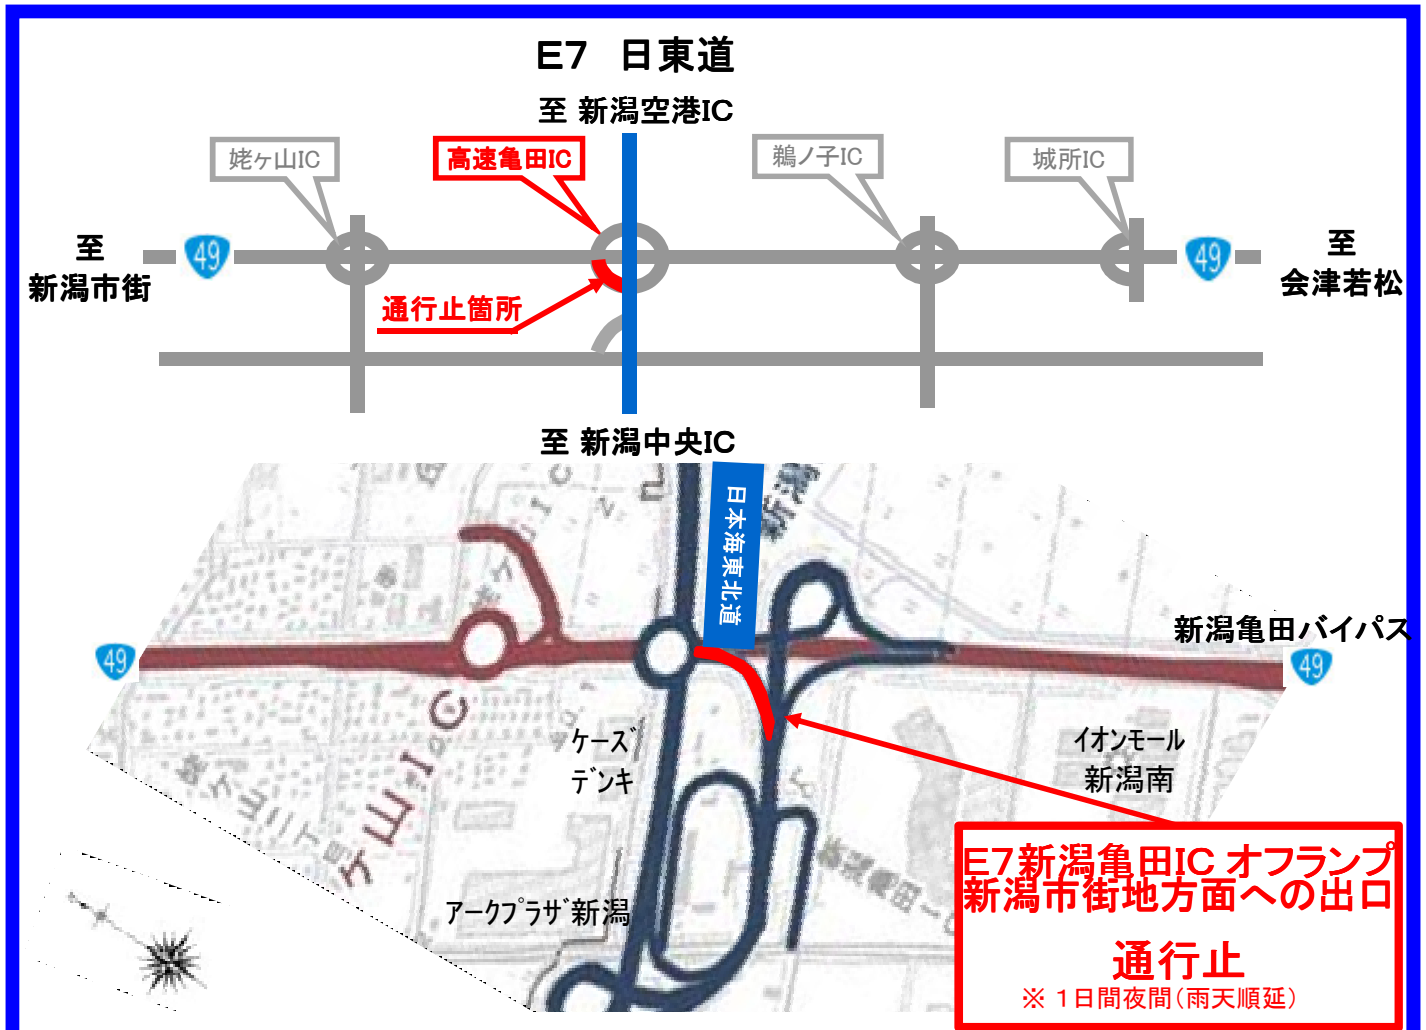 E7 日東道
至 新潟空港IC
姥ヶ山IC
高速亀田IC
鵜ノ子IC
城所IC
至
新潟市街
49
49
至
会津若松
通行止箇所
至 新潟中央IC
日本海東北道
新潟
新潟亀田バイパス
49
49
ヶ山IC
ケーズ
デンキ
イオンモール
新潟南
アークプラザ新潟
E7新潟亀田IC オフランプ
新潟市街地方面への出口
通行止
※ 1日間夜間(雨天順延)